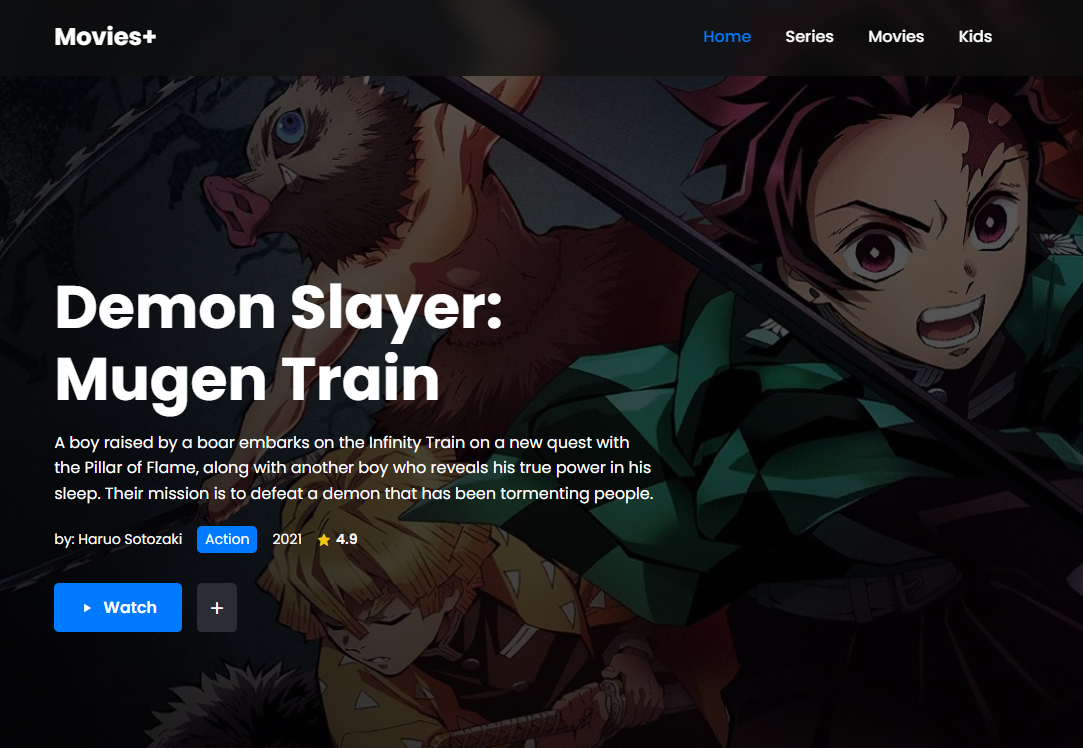 Movies+
Home Series Movies Kids
Demon Slayer:
Mugen Train
A boy raised by a boar embarks on the Infinity Train on a new quest with
the Pillar of Flame, along with another boy who reveals his true power in his
sleep. Their mission is to defeat a demon that has been tormenting people.
by: Haruo Sotozaki Action 2021 4.9
Watch +